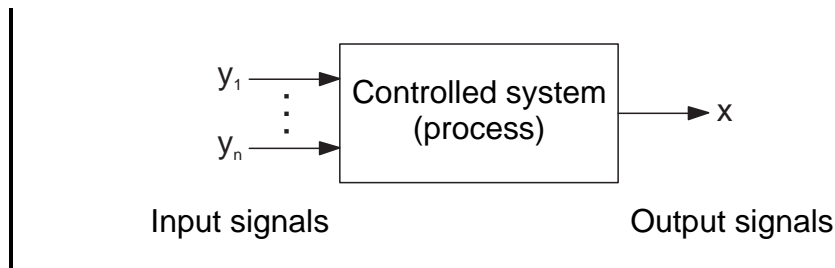 y₁
Controlled system
(process)
x
yₙ
Input signals
Output signals